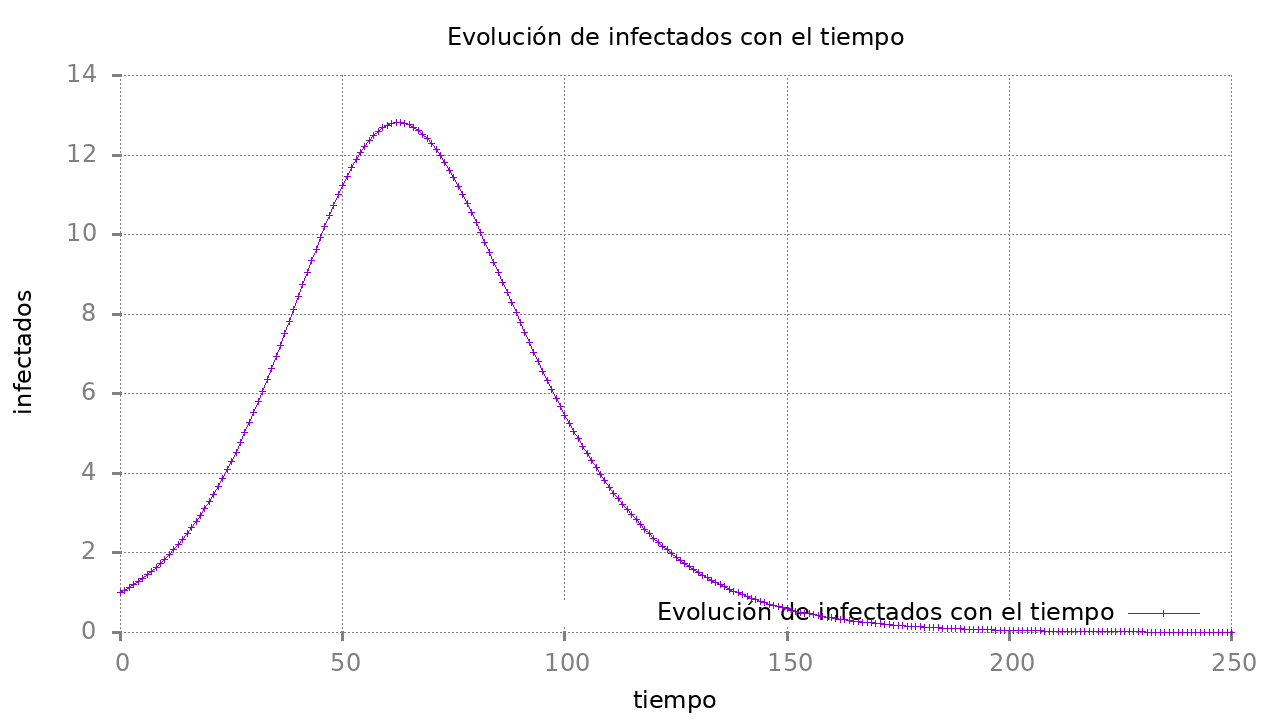 Evolución de infectados con el tiempo
14
12
10
8
6
4
2
0
infectados
Evolución de infectados con el tiempo
0 50 100 150 200 250
tiempo